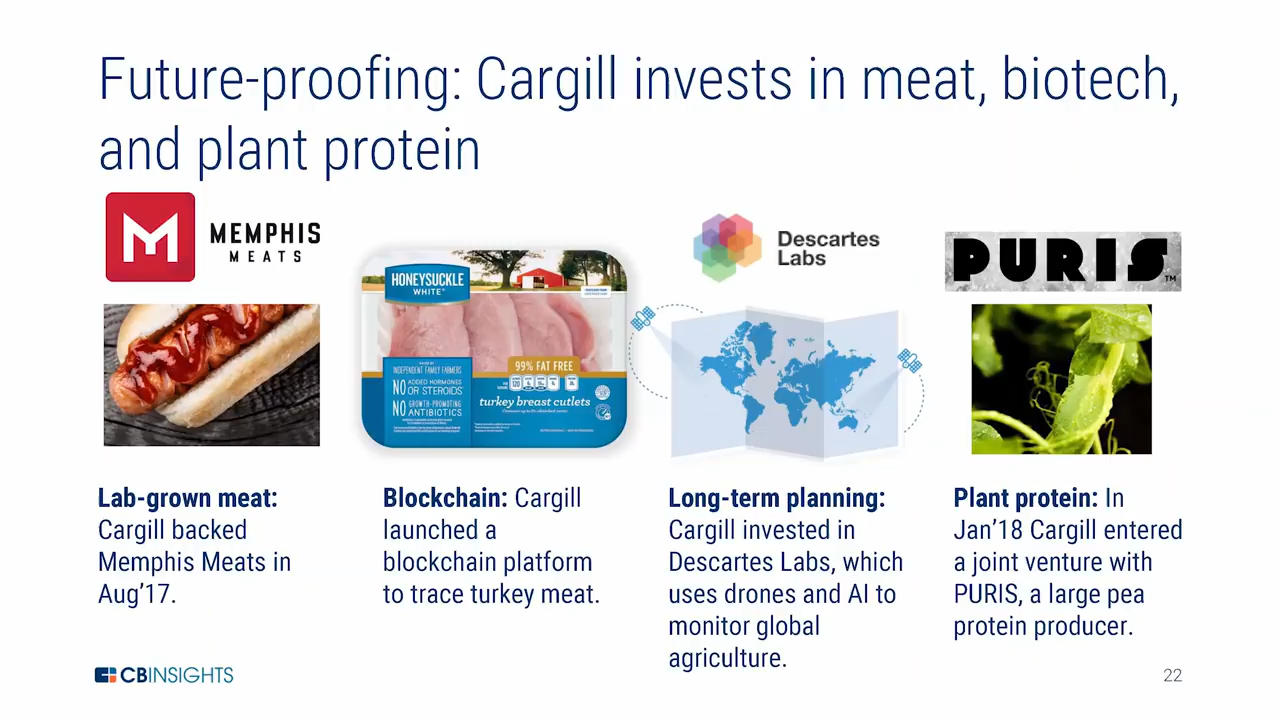 Future-proofing: Cargill invests in meat, biotech,
and plant protein
MEMPHIS
MEATS
HONEYSUCKLE
WHITE
99% FAT FREE
INDEPENDENT FAMILY FARMERS
NO ADDED HORMONES
OR STEROIDS
NO GROWTH-PROMOTING
ANTIBIOTICS
turkey breast cutlets
Descartes
Labs
PURIS™
Lab-grown meat:
Cargill backed
Memphis Meats in
Aug’17.
Blockchain: Cargill
launched a
blockchain platform
to trace turkey meat.
Long-term planning:
Cargill invested in
Descartes Labs, which
uses drones and AI to
monitor global
agriculture.
Plant protein: In
Jan’18 Cargill entered
a joint venture with
PURIS, a large pea
protein producer.
CBINSIGHTS
22